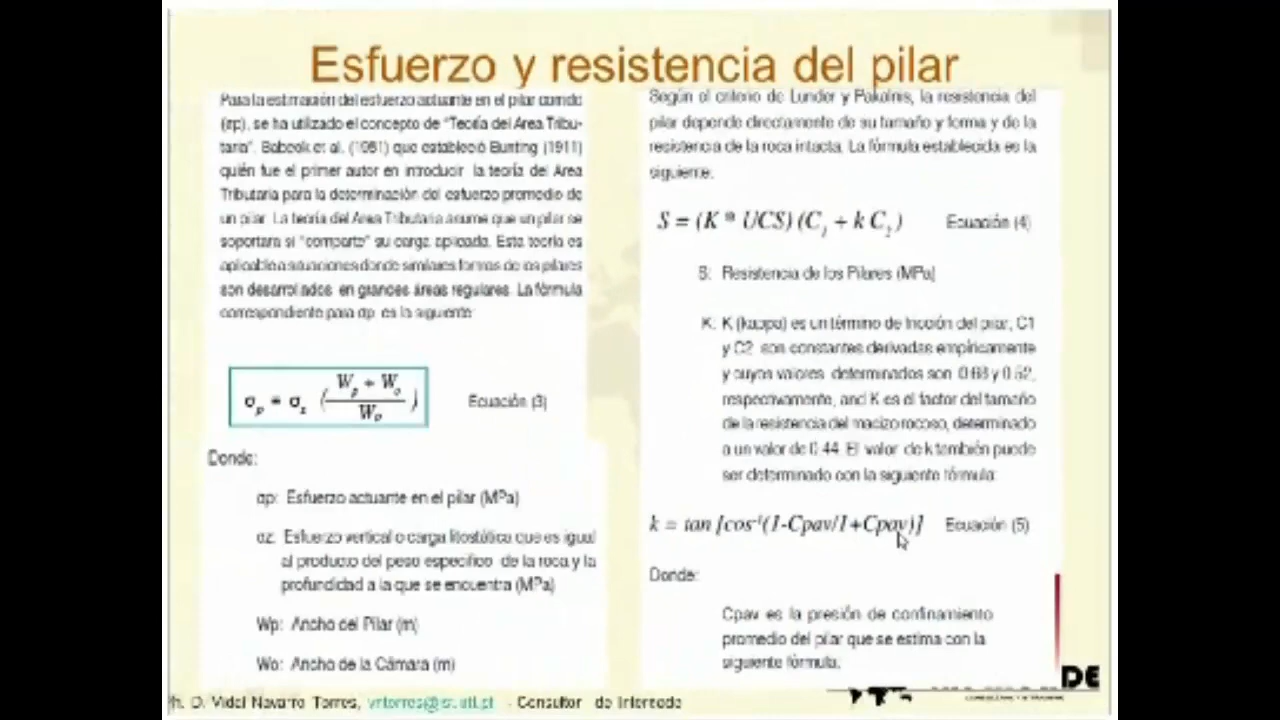 Esfuerzo y resistencia del pilar
Para la estimación del esfuerzo actuante en el pilar corrido
(σp), se ha utilizado el concepto de "Teoría del Area Tribu-
taria". Babcok et al. (1981) que estableció Bunting (1911)
quién fue el primer autor en introducir la teoría del Area
Tributaria para la determinación del esfuerzo promedio de
un pilar. La teoría del Area Tributaria asume que un pilar se
soportara si "comparte" su carga aplicada. Esta teoría es
aplicable a situaciones donde similares formas de los pilares
son desarrollados en grandes áreas regulares. La fórmula
correspondiente para σp es la siguiente:
σp = σz (Wp + Wo / Wo) Ecuación (3)
Donde:
σp: Esfuerzo actuante en el pilar (MPa)
σz: Esfuerzo vertical o carga litostática que es igual
al producto del peso específico de la roca y la
profundidad a la que se encuentra (MPa)
Wp: Ancho del Pilar (m)
Wo: Ancho de la Cámara (m)
Según el criterio de Lunder y Pakalnis, la resistencia del
pilar depende directamente de su tamaño y forma y de la
resistencia de la roca intacta. La fórmula establecida es la
siguiente:
S = (K * UCS) (C1 + k C2) Ecuación (4)
S: Resistencia de los Pilares (MPa)
K: K (kappa) es un término de fricción del pilar, C1
y C2 son constantes derivadas empíricamente
y cuyos valores determinados son 0.68 y 0.52,
respectivamente, and K es el factor del tamaño
de la resistencia del macizo rocoso, determinado
a un valor de 0.44. El valor de k también puede
ser determinado con la siguiente fórmula:
k = tan [cos⁻¹(1-Cpav/1+Cpav)] Ecuación (5)
Donde:
Cpav es la presión de confinamiento
promedio del pilar que se estima con la
siguiente fórmula:
DE
h. D. Vidal Navarro Torres, vntorres@ist.utl.pt - Consultor de Intercade